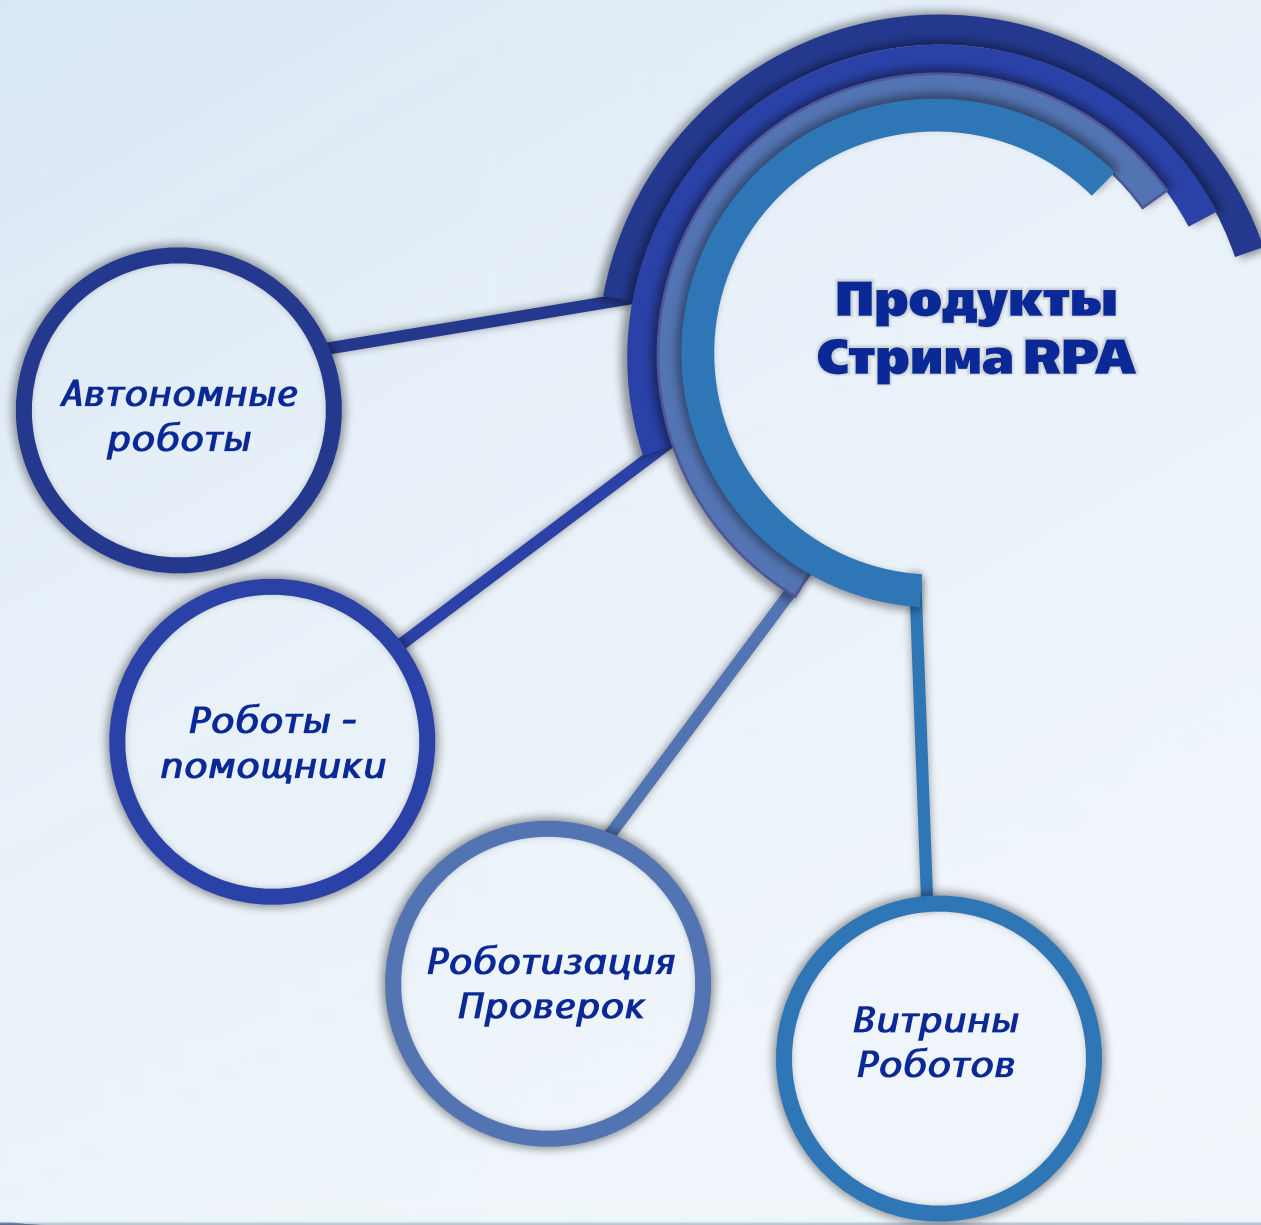 Продукты
Стрима RPA
Автономные
роботы
Роботы -
помощники
Роботизация
Проверок
Витрины
Роботов